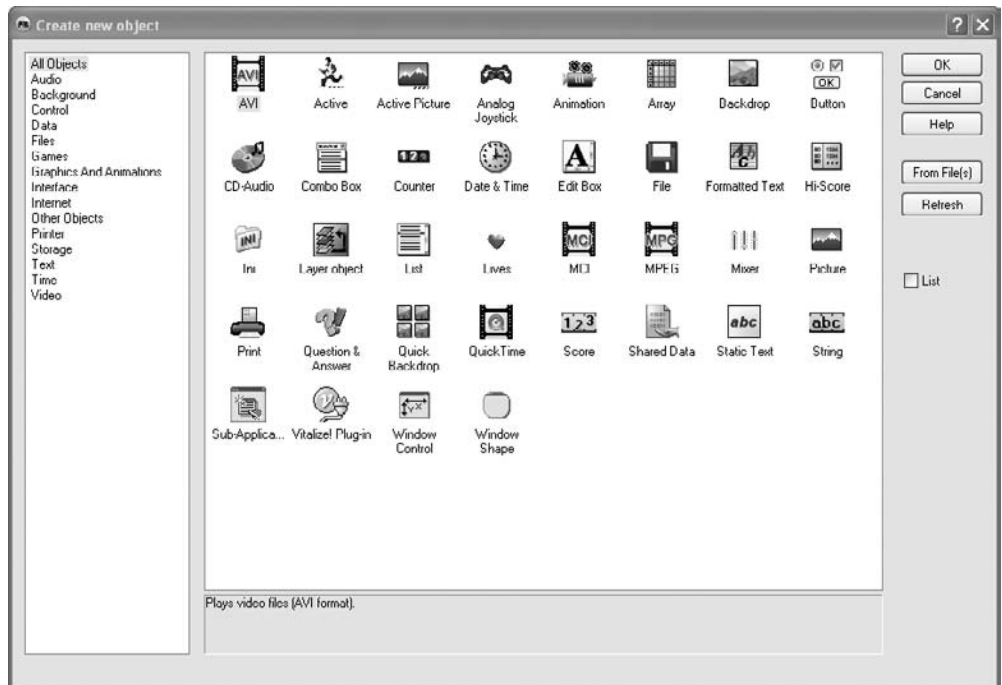 Create new object
All Objects
Audio
Background
Control
Data
Files
Games
Graphics And Animations
Interface
Internet
Other Objects
Printer
Storage
Text
Time
Video
AVI
AVI
Active
Active Picture
Analog
Joystick
Animation
Array
Backdrop
OK
Button
CD-Audio
Combo Box
123
Counter
Date & Time
A
Edit Box
File
Formatted Text
Hi-Score
INI
Ini
Layer object
List
Lives
MCI
MCI
MPG
MPEG
Mixer
Picture
Print
Question &
Answer
Quick
Backdrop
QuickTime
123
Score
Shared Data
abc
Static Text
abc
String
Sub-Applica...
Vitalize! Plug-in
Window
Control
Window
Shape
Plays video files (AVI format).
OK
Cancel
Help
From File(s)
Refresh
List